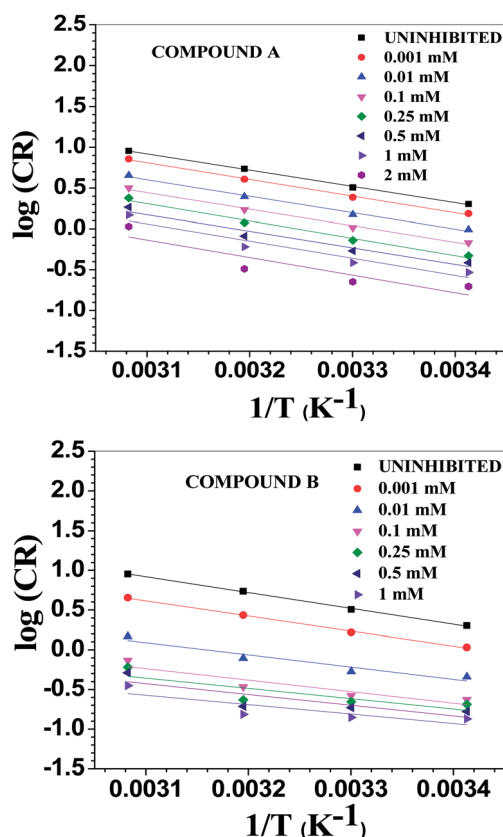 COMPOUND A
UNINHIBITED
0.001 mM
0.01 mM
0.1 mM
0.25 mM
0.5 mM
1 mM
2 mM
log (CR)
2.5
2.0
1.5
1.0
0.5
0.0
-0.5
-1.0
-1.5
0.0031 0.0032 0.0033 0.0034
1/T (K-1)
COMPOUND B
UNINHIBITED
0.001 mM
0.01 mM
0.1 mM
0.25 mM
0.5 mM
1 mM
log (CR)
2.5
2.0
1.5
1.0
0.5
0.0
-0.5
-1.0
-1.5
0.0031 0.0032 0.0033 0.0034
1/T (K-1)